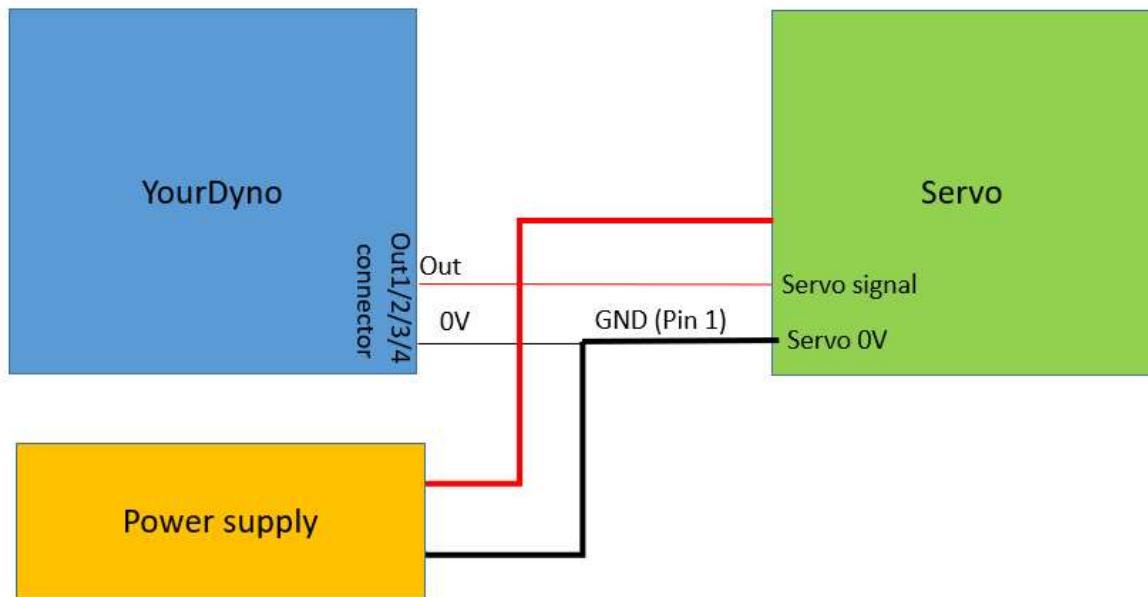 YourDyno
Servo
Out1/2/3/4
connector
Out
Servo signal
0V
GND (Pin 1)
Servo 0V
Power supply